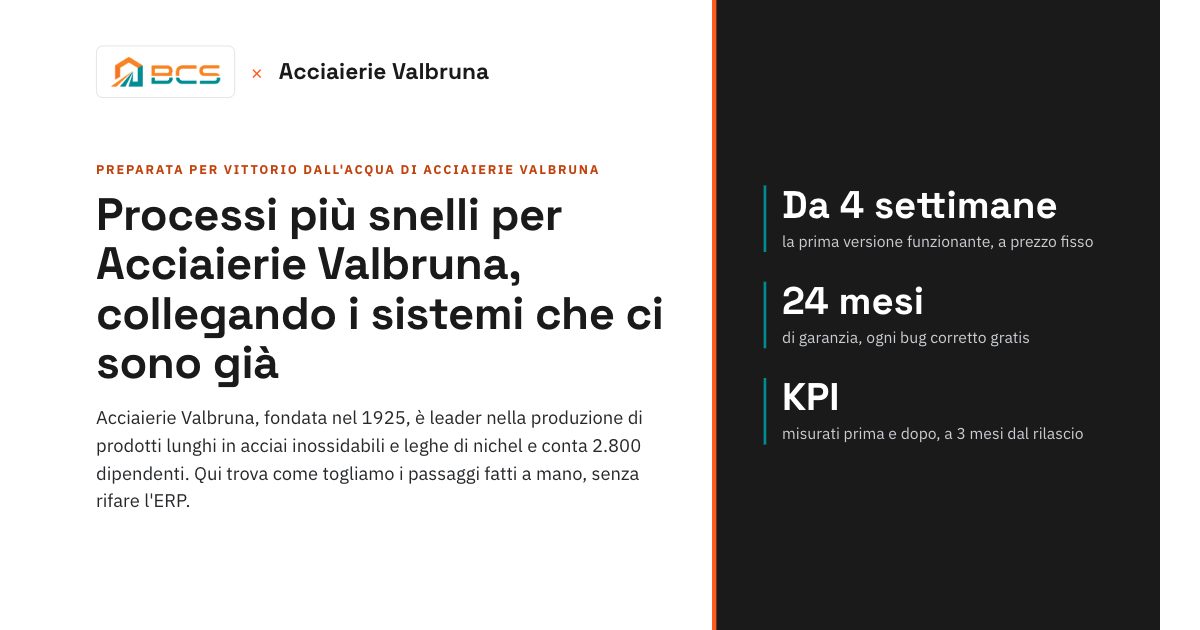 BCS × Acciaierie Valbruna
PREPARATA PER VITTORIO DALL'ACQUA DI ACCIAIERIE VALBRUNA
Processi più snelli per
Acciaierie Valbruna,
collegando i sistemi che ci
sono già
Acciaierie Valbruna, fondata nel 1925, è leader nella produzione di
prodotti lunghi in acciai inossidabili e leghe di nichel e conta 2.800
dipendenti. Qui trova come togliamo i passaggi fatti a mano, senza
rifare l'ERP.
Da 4 settimane
la prima versione funzionante, a prezzo fisso
24 mesi
di garanzia, ogni bug corretto gratis
KPI
misurati prima e dopo, a 3 mesi dal rilascio